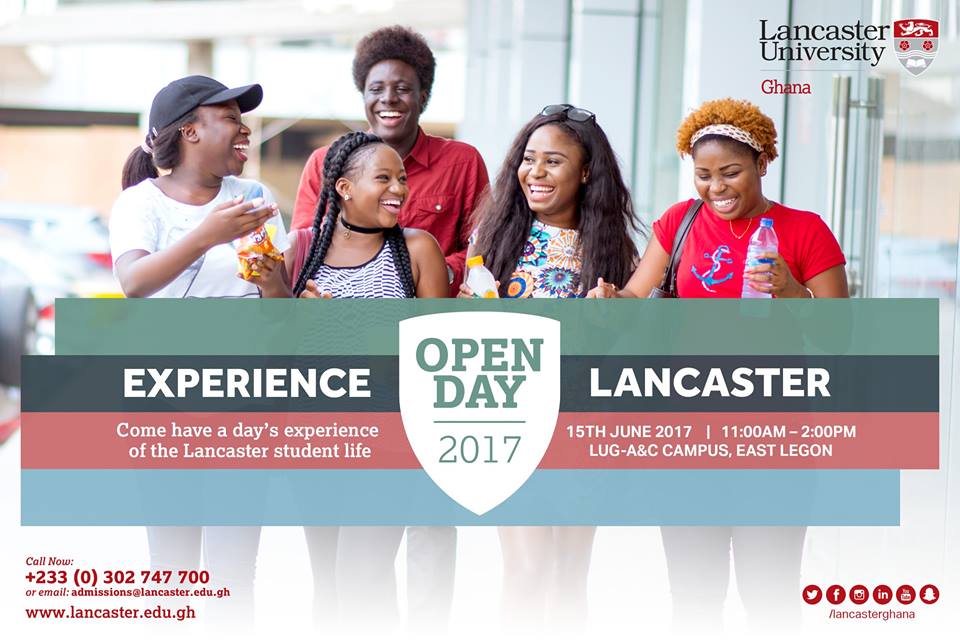 Lancaster
University
Ghana
OPEN
DAY
2017
EXPERIENCE
LANCASTER
Come have a day's experience
of the Lancaster student life
15TH JUNE 2017 | 11:00AM – 2:00PM
LUG-A&C CAMPUS, EAST LEGON
Call Now:
+233 (0) 302 747 700
or email: admissions@lancaster.edu.gh
www.lancaster.edu.gh
/lancasterghana